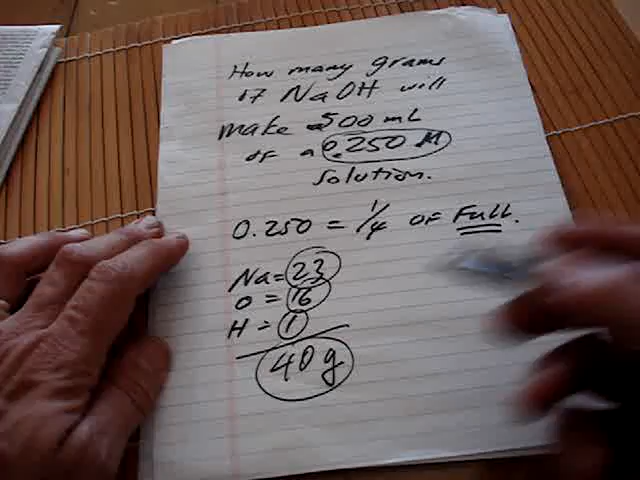 How many grams
of NaOH will
make 500 mL
of a 0.250 M
solution.
0.250 = 1/4 of Full.
Na = 23
O = 16
H = 1
40 g